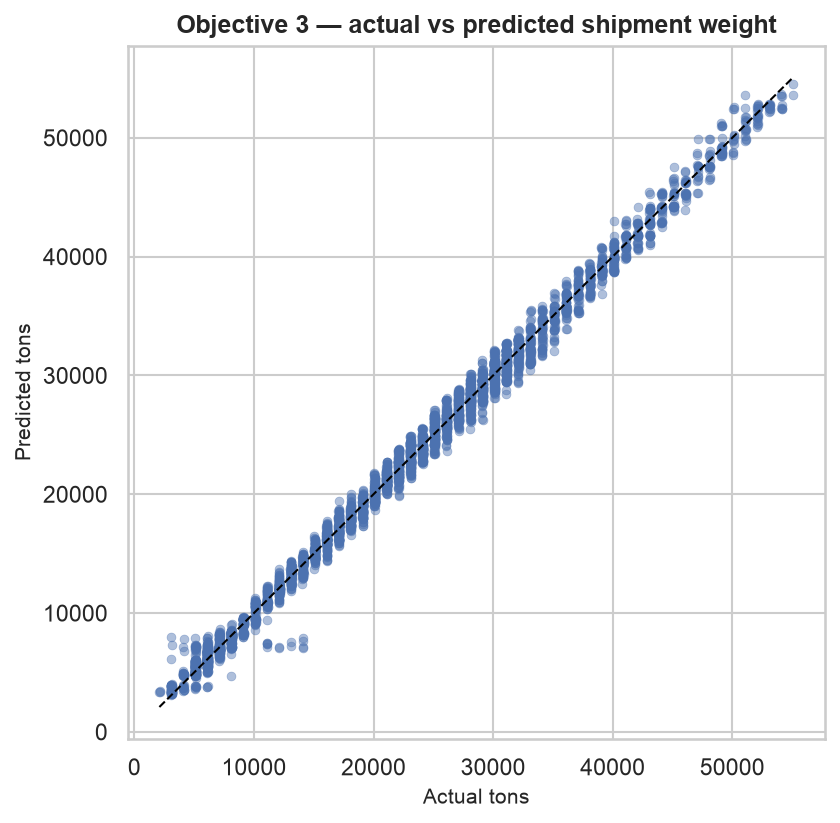 Objective 3 — actual vs predicted shipment weight
Predicted tons
50000
40000
30000
20000
10000
0
0 10000 20000 30000 40000 50000
Actual tons